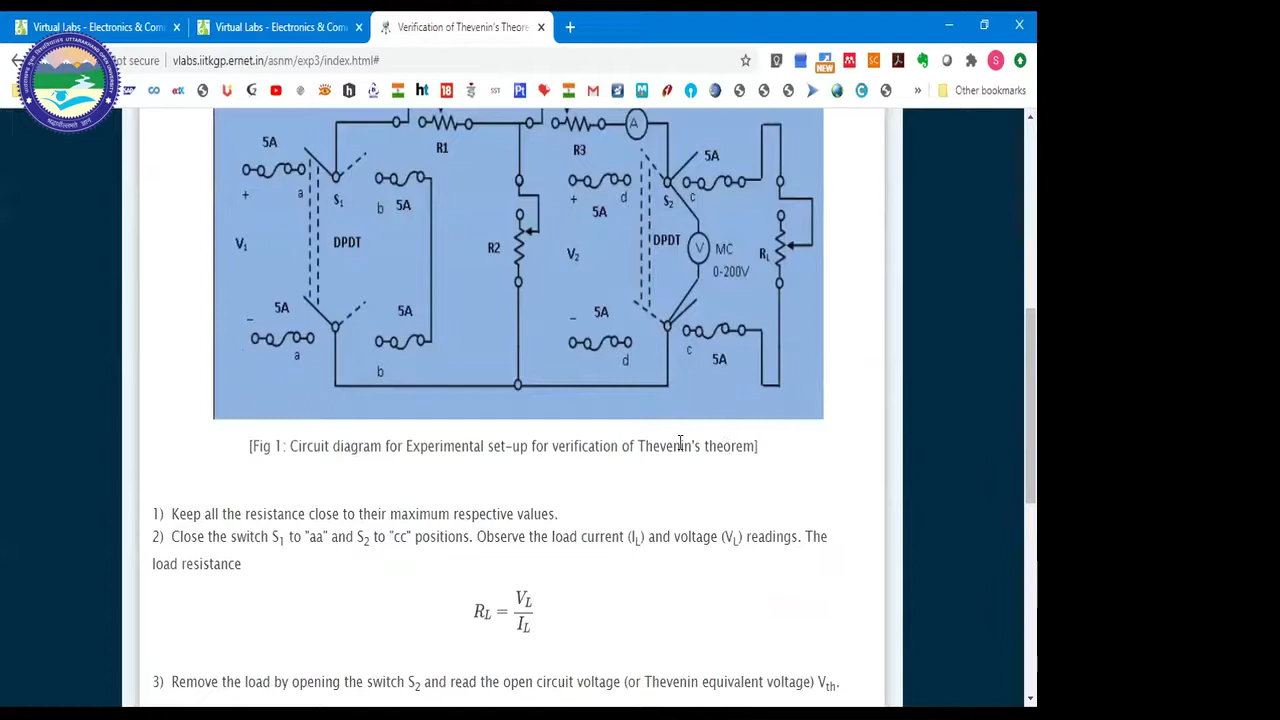 Virtual Labs - Electronics & Com
Virtual Labs - Electronics & Com
Verification of Thevenin's Theore
ot secure
vlabs.iitkgp.ernet.in/asnm/exp3/index.html#
NEW
Other bookmarks
R1
R3
A
5A
+
a
S1
b
5A
V1
DPDT
R2
5A
+
d
V2
DPDT
S2
5A
c
V
MC
0-200V
RL
5A
-
a
5A
b
5A
-
d
c
5A
[Fig 1: Circuit diagram for Experimental set-up for verification of Thevenin's theorem]
1) Keep all the resistance close to their maximum respective values.
2) Close the switch S1 to "aa" and S2 to "cc" positions. Observe the load current (IL) and voltage (VL) readings. The
load resistance
RL = VL / IL
3) Remove the load by opening the switch S2 and read the open circuit voltage (or Thevenin equivalent voltage) Vth.